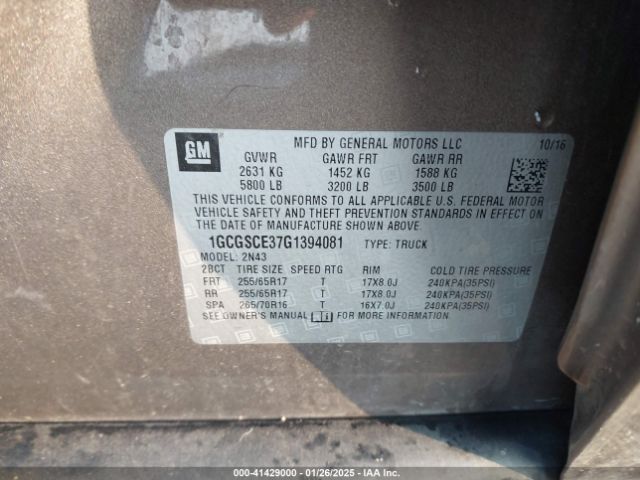 GM
MFD BY GENERAL MOTORS LLC 10/16
GVWR GAWR FRT GAWR RR
2631 KG 1452 KG 1588 KG
5800 LB 3200 LB 3500 LB
THIS VEHICLE CONFORMS TO ALL APPLICABLE U.S. FEDERAL MOTOR
VEHICLE SAFETY AND THEFT PREVENTION STANDARDS IN EFFECT ON
THE DATE OF MANUFACTURE SHOWN ABOVE.
1GCGSCE37G1394081 TYPE: TRUCK
MODEL: 2N43
2BCT TIRE SIZE SPEED RTG RIM COLD TIRE PRESSURE
FRT 255/65R17 T 17X8.0J 240KPA(35PSI)
RR 255/65R17 T 17X8.0J 240KPA(35PSI)
SPA 265/70R16 T 16X7.0J 240KPA(35PSI)
SEE OWNER'S MANUAL FOR MORE INFORMATION.
000-41429000 - 01/26/2025 - IAA Inc.